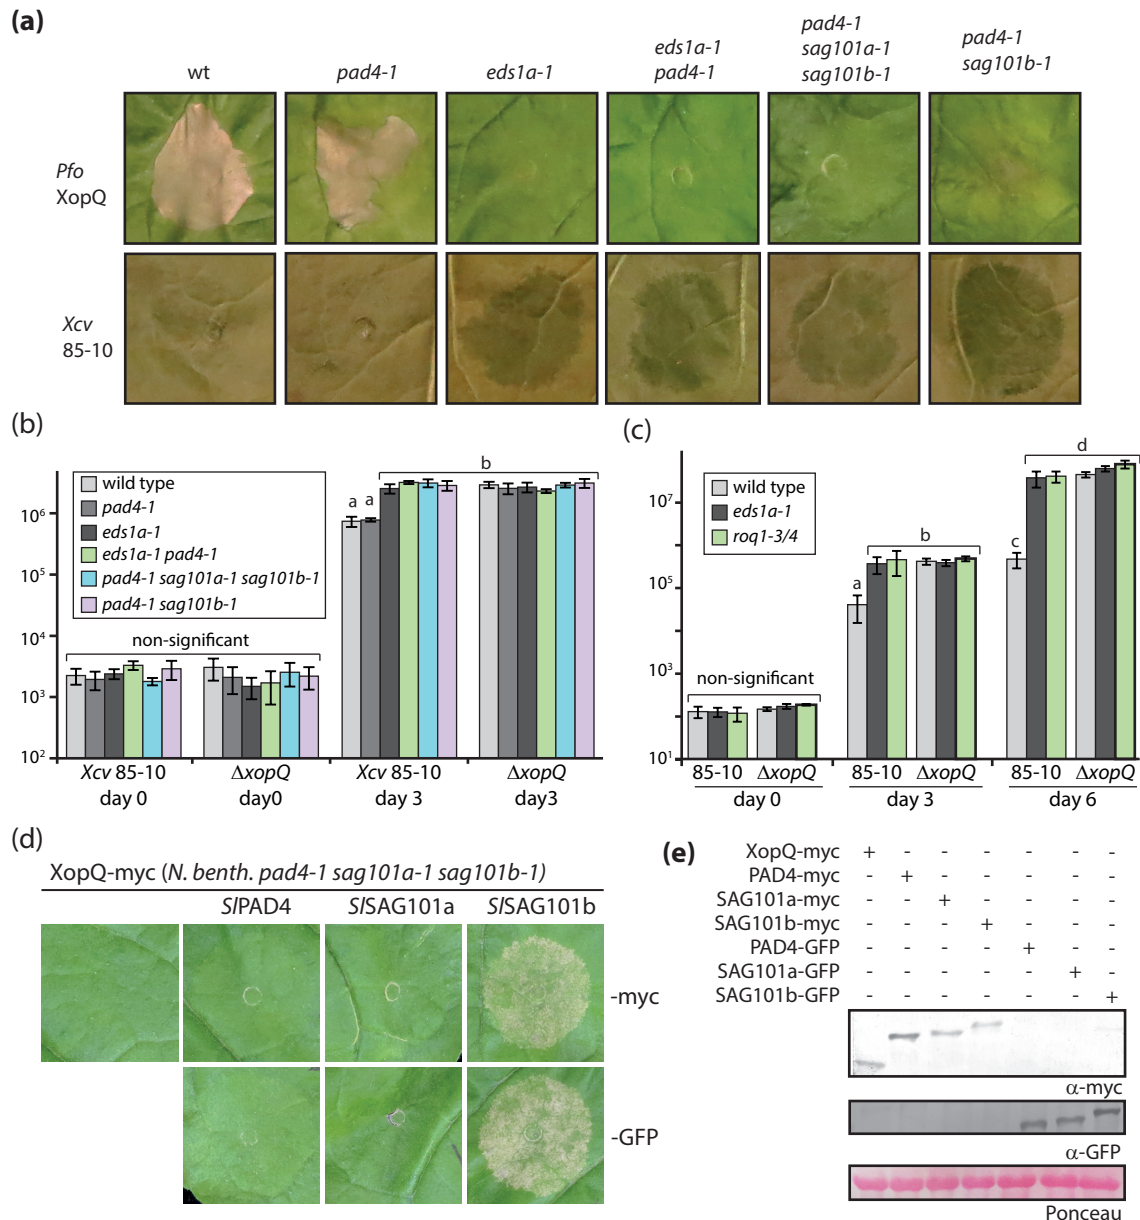 (a)
wt
pad4-1
eds1a-1
eds1a-1
pad4-1
pad4-1
sag101a-1
sag101b-1
pad4-1
sag101b-1
Pfo
XopQ
Xcv
85-10
(b)
wild type
pad4-1
eds1a-1
eds1a-1 pad4-1
pad4-1 sag101a-1 sag101b-1
pad4-1 sag101b-1
10⁶
10⁵
10⁴
10³
10²
non-significant
a a
b
Xcv 85-10
day 0
ΔxopQ
day0
Xcv 85-10
day 3
ΔxopQ
day3
(c)
wild type
eds1a-1
roq1-3/4
10⁷
10⁵
10³
10¹
non-significant
a
b
c
d
85-10 ΔxopQ
day 0
85-10 ΔxopQ
day 3
85-10 ΔxopQ
day 6
(d)
XopQ-myc (N. benth. pad4-1 sag101a-1 sag101b-1)
SlPAD4 SlSAG101a SlSAG101b
-myc
-GFP
(e)
XopQ-myc + - - - - - -
PAD4-myc - + - - - - -
SAG101a-myc - - + - - - -
SAG101b-myc - - - + - - -
PAD4-GFP - - - - + - -
SAG101a-GFP - - - - - + -
SAG101b-GFP - - - - - - +
α-myc
α-GFP
Ponceau